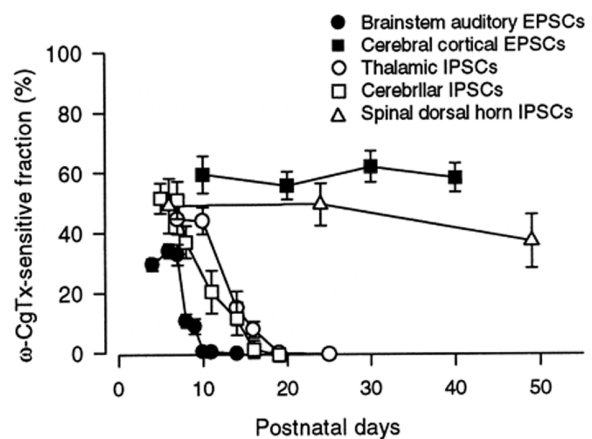 Brainstem auditory EPSCs
Cerebral cortical EPSCs
Thalamic IPSCs
Cerebrllar IPSCs
Spinal dorsal horn IPSCs
ω-CgTx-sensitive fraction (%)
100
80
60
40
20
0
0 10 20 30 40 50
Postnatal days